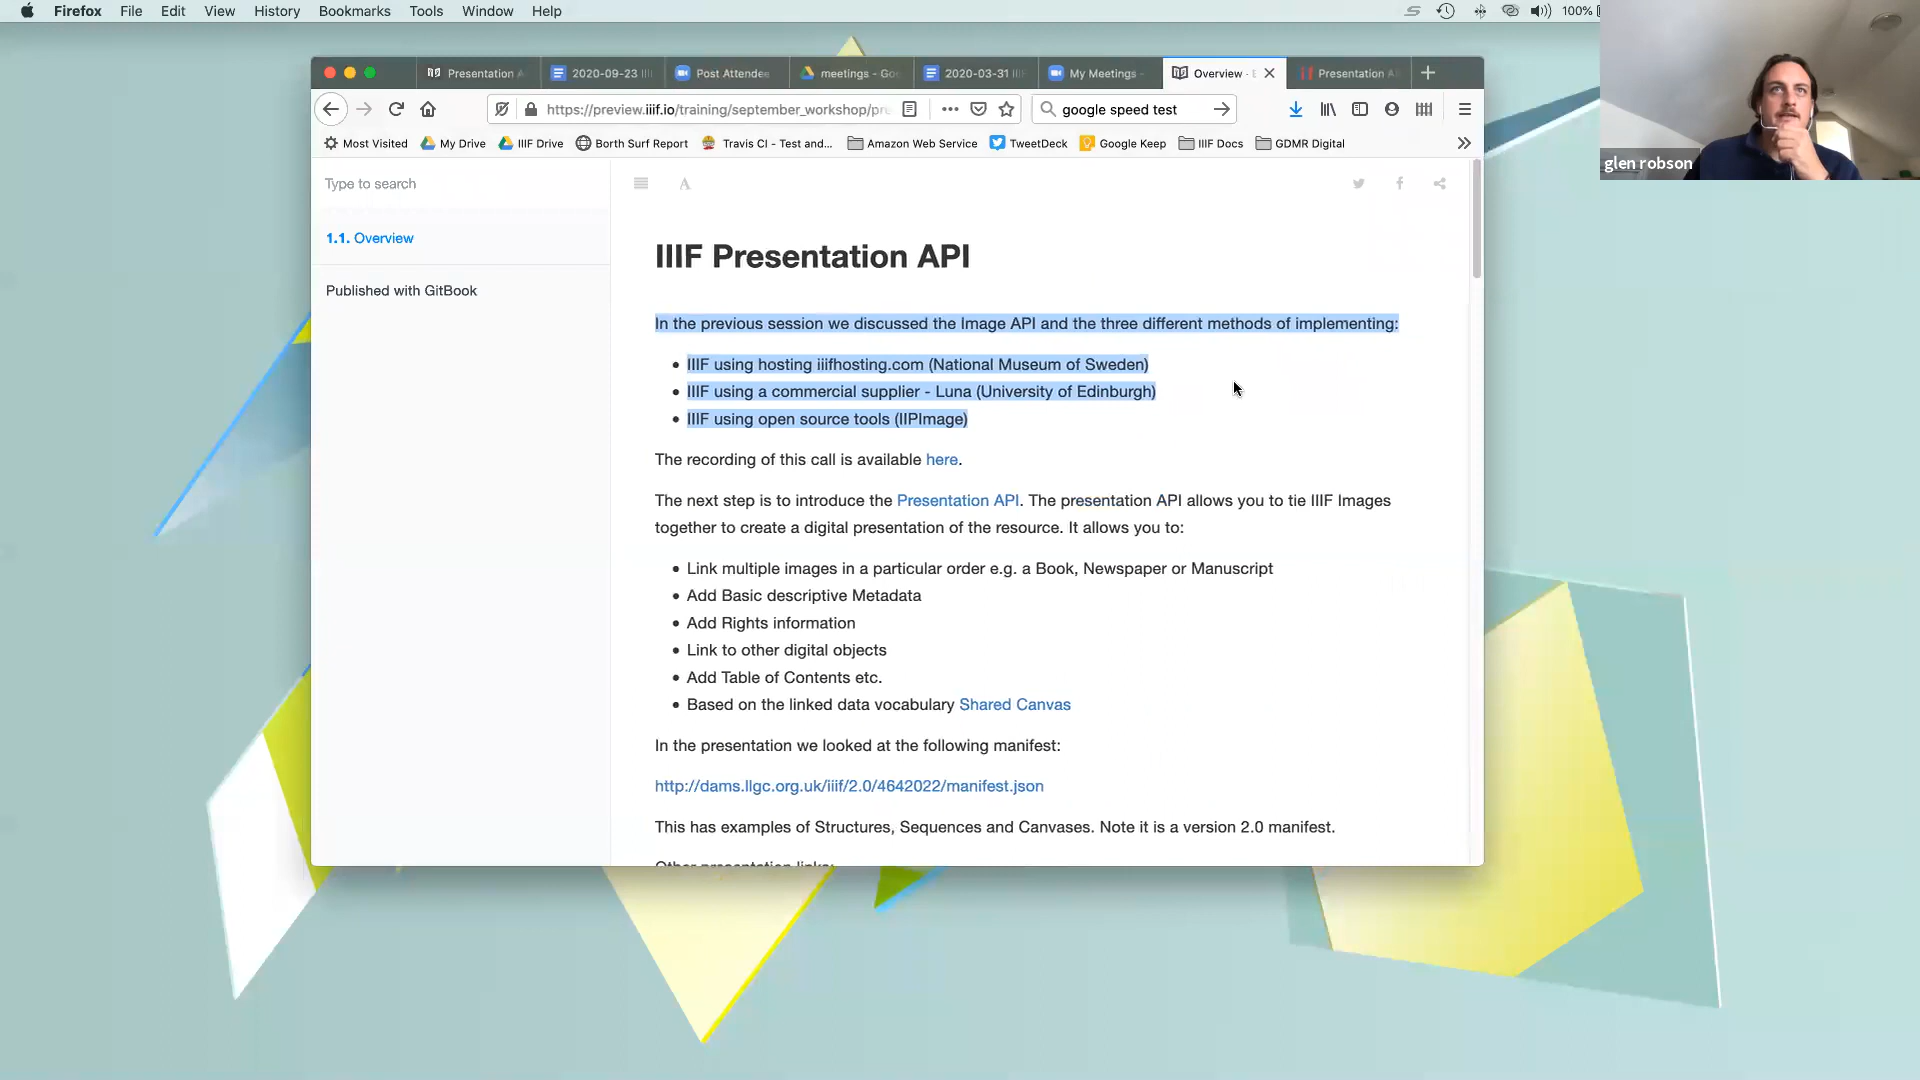 Firefox File Edit View History Bookmarks Tools Window Help 100%
Presentation A 2020-09-23 III Post Attendee meetings - Goo 2020-03-31 III My Meetings - Overview · Presentation A
https://preview.iiif.io/training/september_workshop/pre google speed test
Most Visited My Drive IIIF Drive Borth Surf Report Travis CI - Test and... Amazon Web Service TweetDeck Google Keep IIIF Docs GDMR Digital
glen robson
Type to search
A
1.1. Overview
Published with GitBook
IIIF Presentation API
In the previous session we discussed the Image API and the three different methods of implementing:
• IIIF using hosting iiifhosting.com (National Museum of Sweden)
• IIIF using a commercial supplier - Luna (University of Edinburgh)
• IIIF using open source tools (IIPImage)
The recording of this call is available here.
The next step is to introduce the Presentation API. The presentation API allows you to tie IIIF Images
together to create a digital presentation of the resource. It allows you to:
• Link multiple images in a particular order e.g. a Book, Newspaper or Manuscript
• Add Basic descriptive Metadata
• Add Rights information
• Link to other digital objects
• Add Table of Contents etc.
• Based on the linked data vocabulary Shared Canvas
In the presentation we looked at the following manifest:
http://dams.llgc.org.uk/iiif/2.0/4642022/manifest.json
This has examples of Structures, Sequences and Canvases. Note it is a version 2.0 manifest.
Other presentation links: